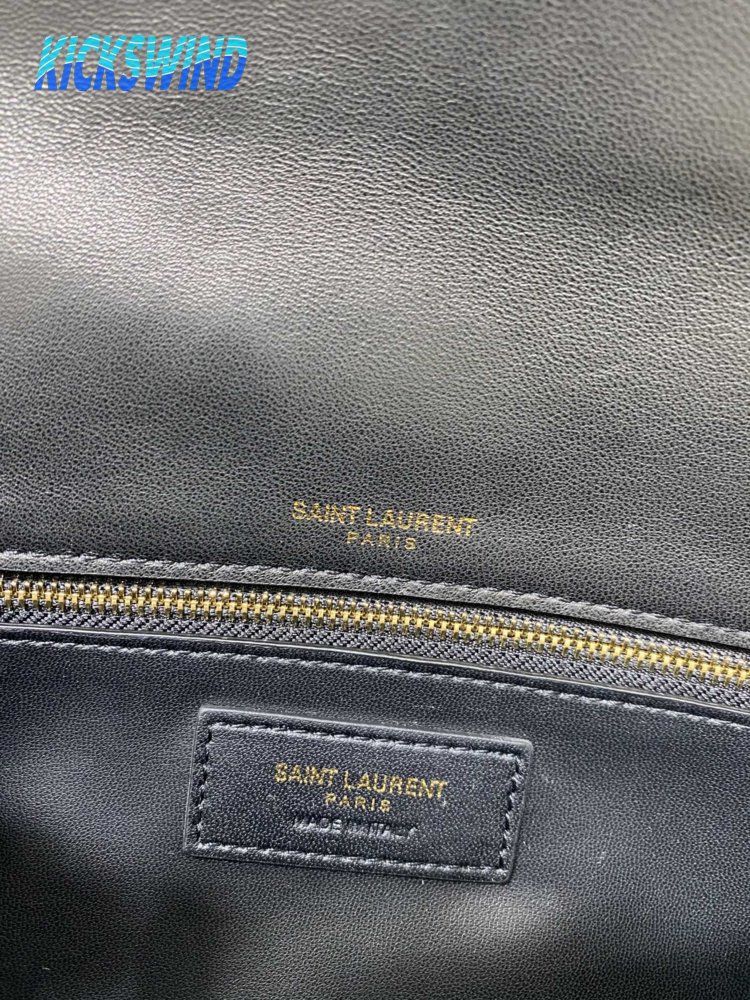 KICKSWIND
SAINT LAURENT
PARIS
SAINT LAURENT
PARIS
MADE IN ITALY